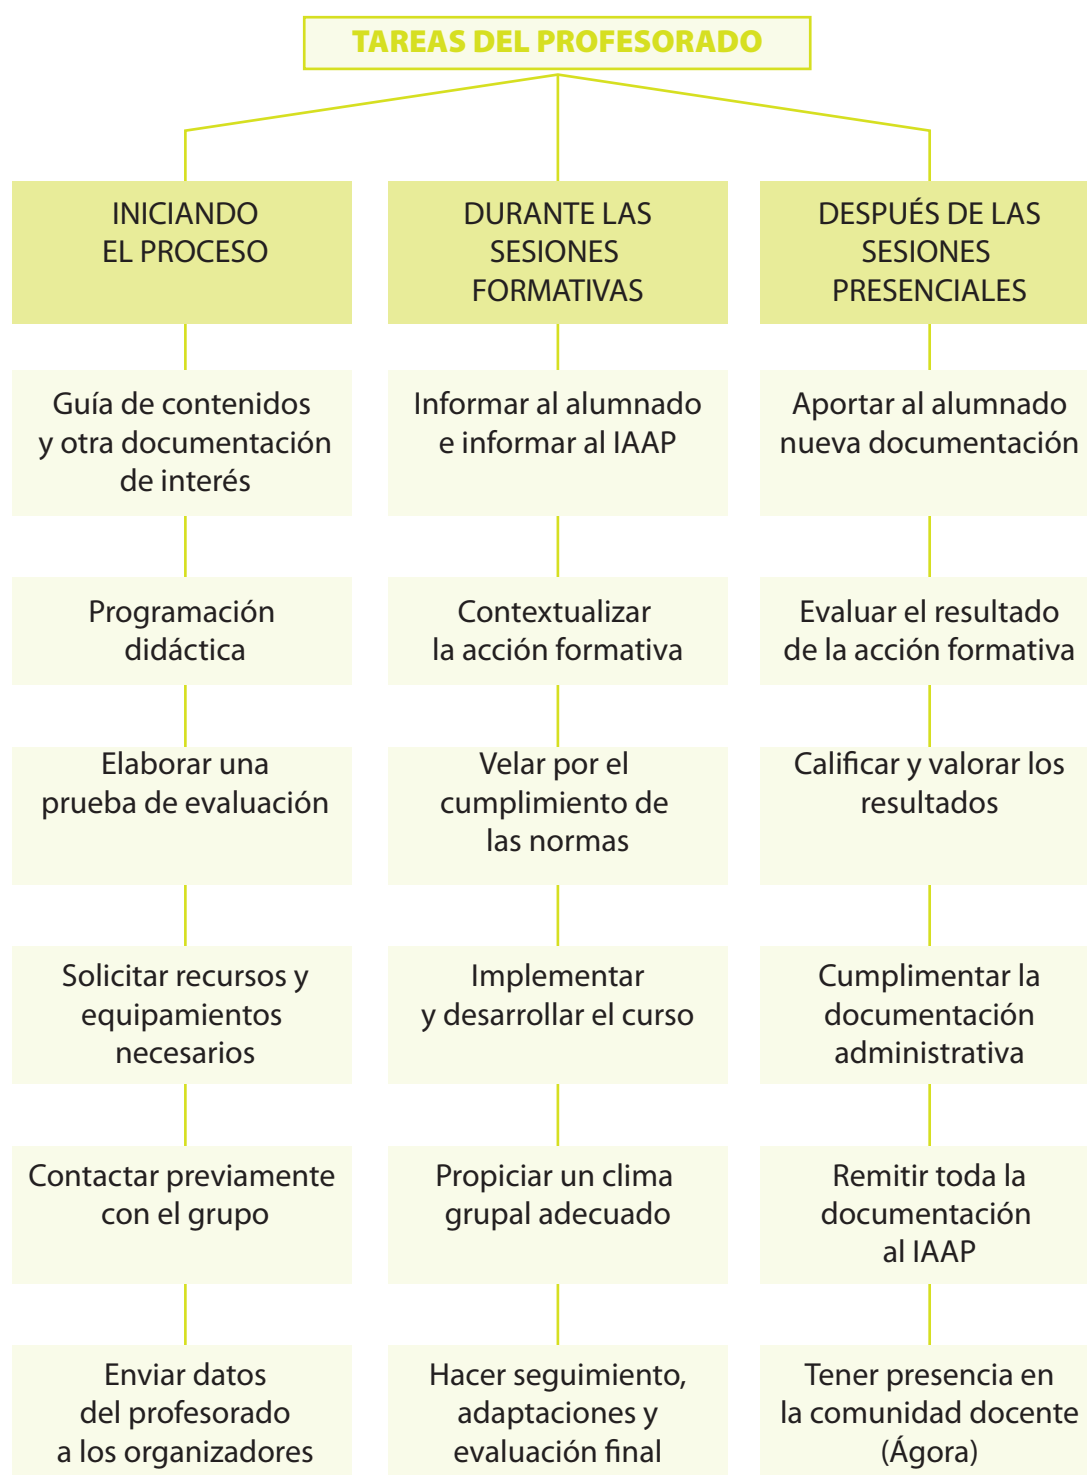 TAREAS DEL PROFESORADO
INICIANDO
EL PROCESO
Guía de contenidos
y otra documentación
de interés
Programación
didáctica
Elaborar una
prueba de evaluación
Solicitar recursos y
equipamientos
necesarios
Contactar previamente
con el grupo
Enviar datos
del profesorado
a los organizadores
DURANTE LAS
SESIONES
FORMATIVAS
Informar al alumnado
e informar al IAAP
Contextualizar
la acción formativa
Velar por el
cumplimiento de
las normas
Implementar
y desarrollar el curso
Propiciar un clima
grupal adecuado
Hacer seguimiento,
adaptaciones y
evaluación final
DESPUÉS DE LAS
SESIONES
PRESENCIALES
Aportar al alumnado
nueva documentación
Evaluar el resultado
de la acción formativa
Calificar y valorar los
resultados
Cumplimentar la
documentación
administrativa
Remitir toda la
documentación
al IAAP
Tener presencia en
la comunidad docente
(Ágora)